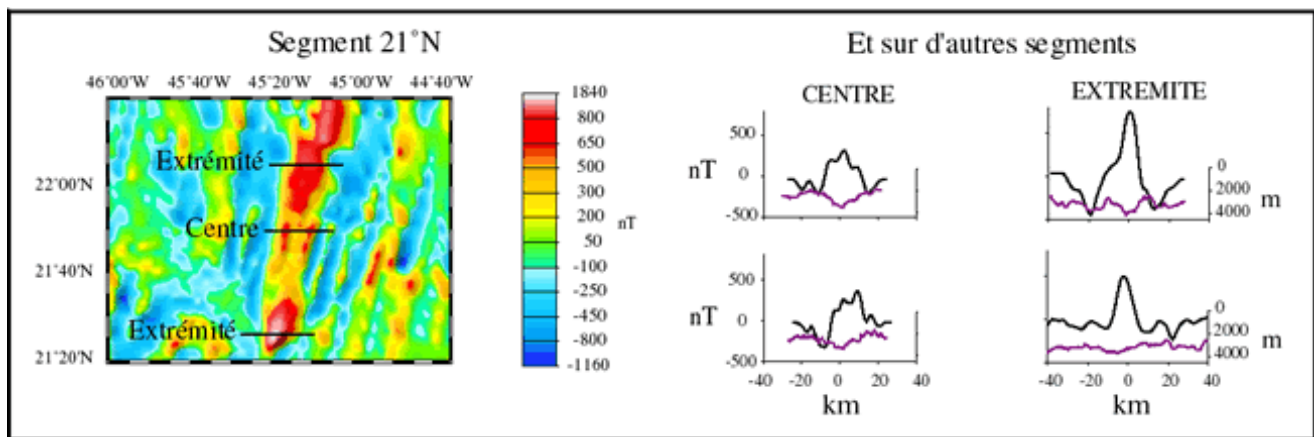 Segment 21°N
46°00'W 45°40'W 45°20'W 45°00'W 44°40'W
22°00'N
21°40'N
21°20'N
Extrémité
Centre
Extrémité
1840
800
650
500
300
200
50
-100
-250
-400
-800
-1160
nT
Et sur d'autres segments
CENTRE
EXTREMITE
500
0
-500
nT
0
2000
4000
m
500
0
-500
nT
-40 -20 0 20 40
km
0
2000
4000
m
-40 -20 0 20 40
km